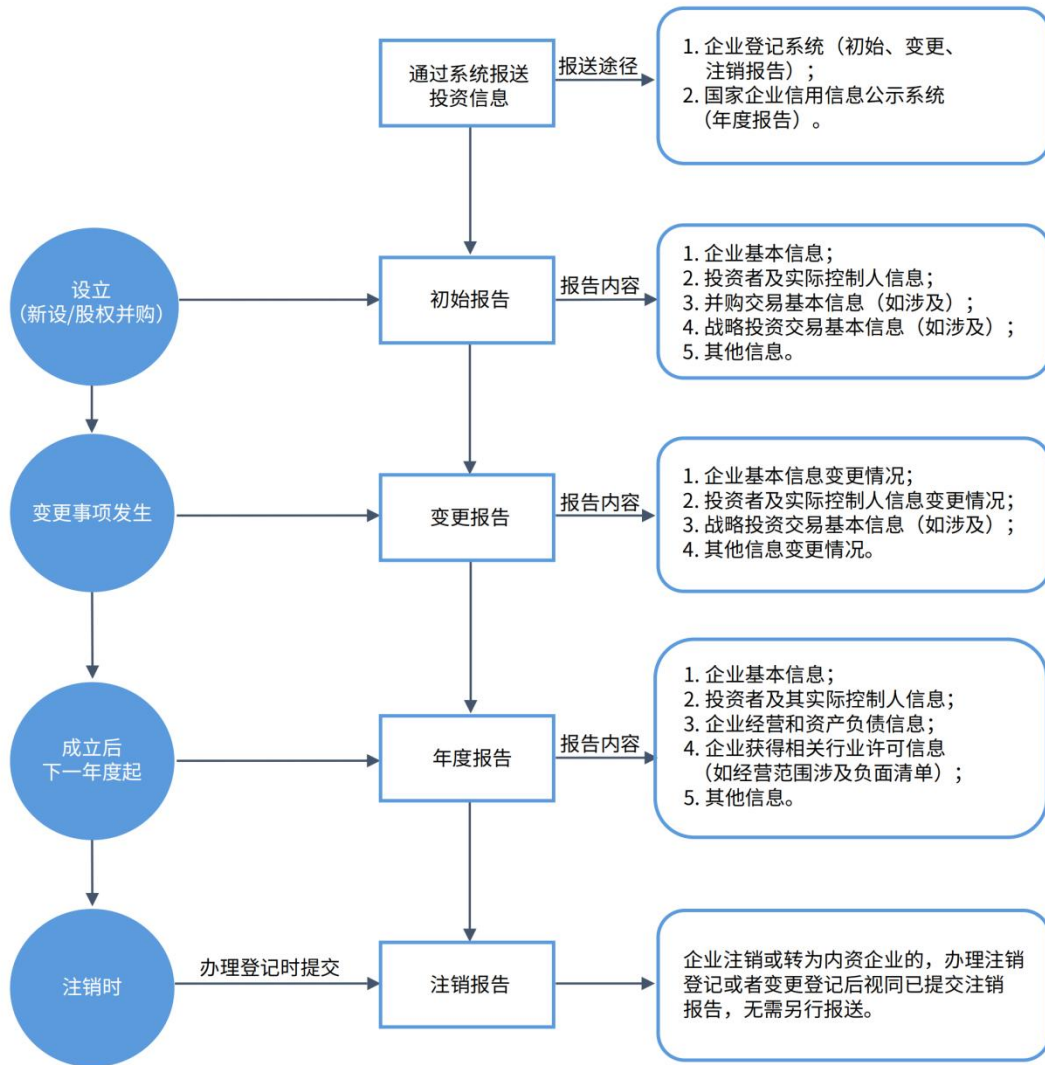 通过系统报送
投资信息
报送途径
1. 企业登记系统（初始、变更、
注销报告）；
2. 国家企业信用信息公示系统
（年度报告）。
设立
（新设/股权并购）
初始报告
报告内容
1. 企业基本信息；
2. 投资者及实际控制人信息；
3. 并购交易基本信息（如涉及）；
4. 战略投资交易基本信息（如涉及）；
5. 其他信息。
变更事项发生
变更报告
报告内容
1. 企业基本信息变更情况；
2. 投资者及实际控制人信息变更情况；
3. 战略投资交易基本信息（如涉及）；
4. 其他信息变更情况。
成立后
下一年度起
年度报告
报告内容
1. 企业基本信息；
2. 投资者及其实际控制人信息；
3. 企业经营和资产负债信息；
4. 企业获得相关行业许可信息
（如经营范围涉及负面清单）；
5. 其他信息。
注销时
办理登记时提交
注销报告
企业注销或转为内资企业的，办理注销
登记或者变更登记后视同已提交注销
报告，无需另行报送。